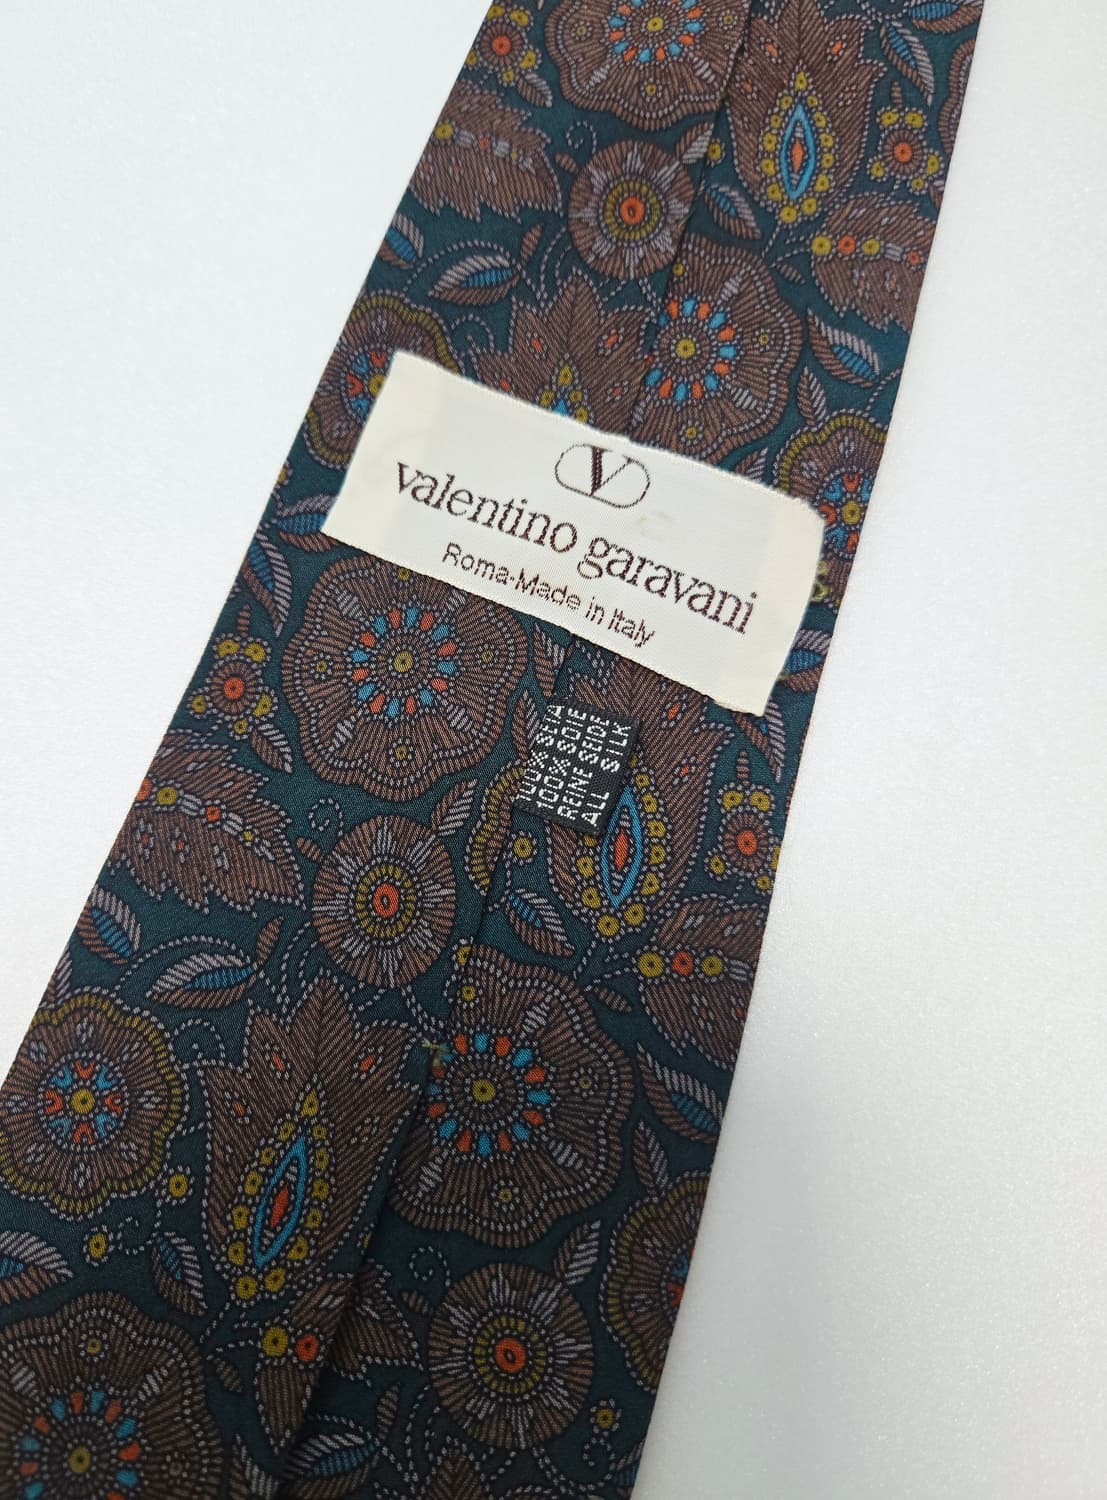 V
valentino garavani
Roma-Made in Italy
100% SETA
100% SOIE
REINE SEIDE
ALL SILK